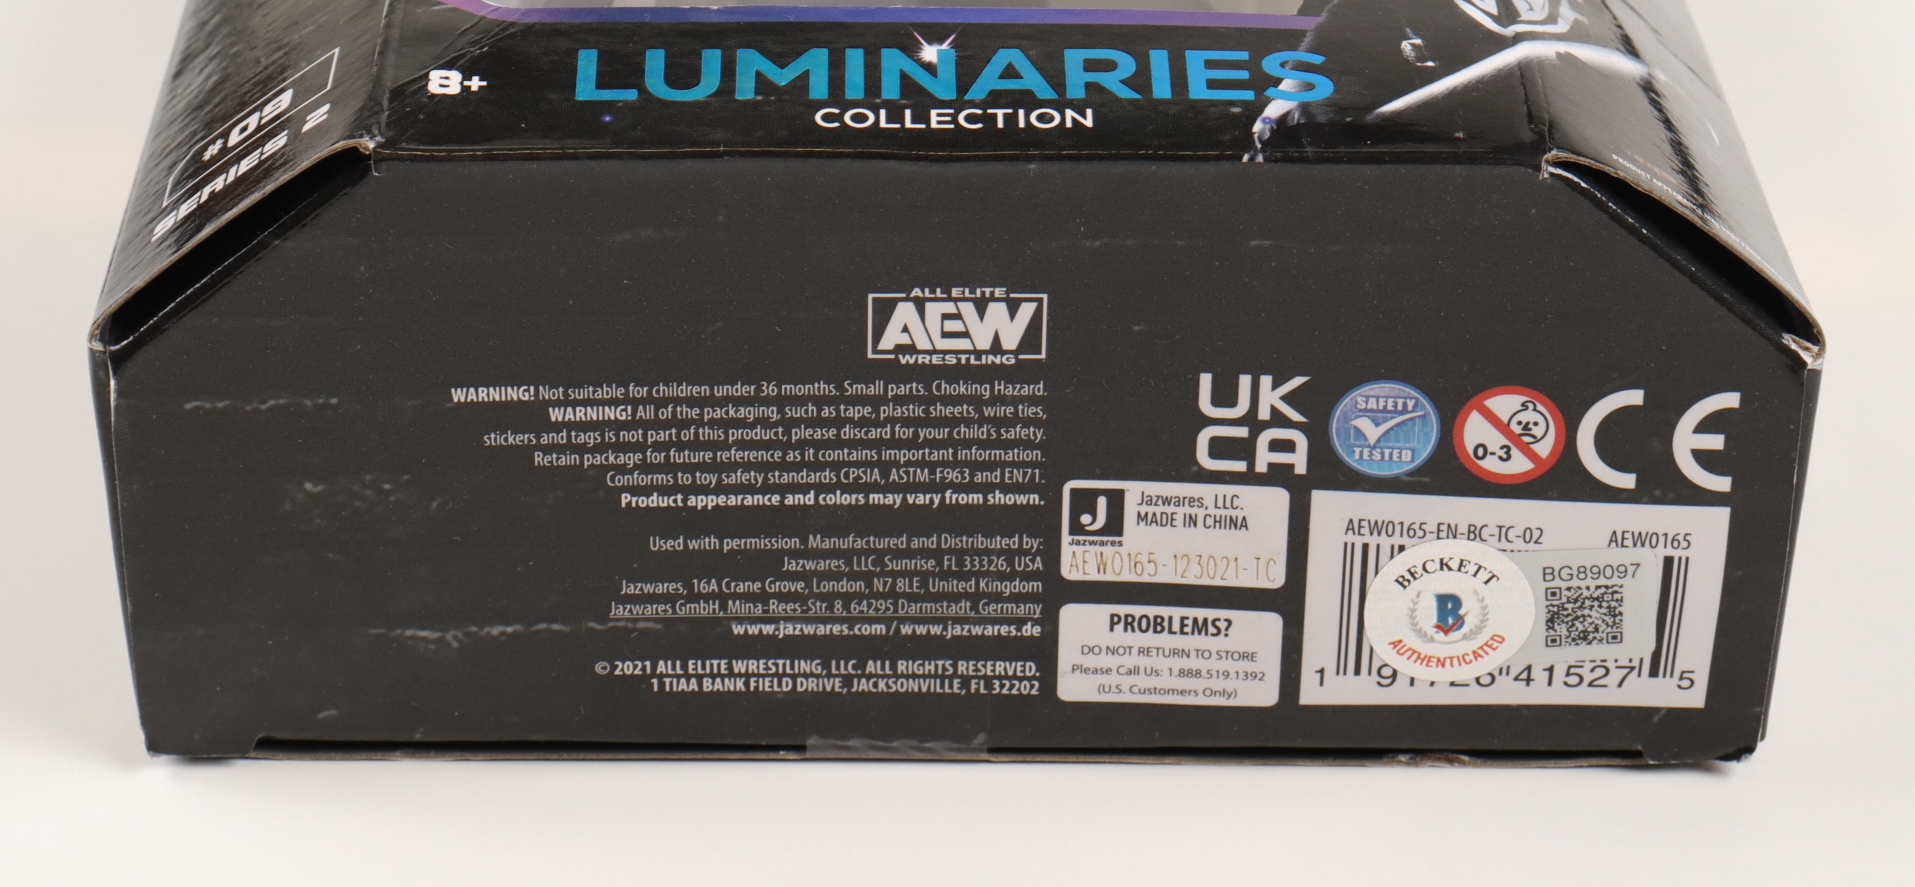 8+
LUMINARIES
COLLECTION
#09
SERIES 2
ALL ELITE
AEW
WRESTLING
WARNING! Not suitable for children under 36 months. Small parts. Choking Hazard.
WARNING! All of the packaging, such as tape, plastic sheets, wire ties,
stickers and tags is not part of this product, please discard for your child's safety.
Retain package for future reference as it contains important information.
Conforms to toy safety standards CPSIA, ASTM-F963 and EN71.
Product appearance and colors may vary from shown.
Used with permission. Manufactured and Distributed by:
Jazwares, LLC, Sunrise, FL 33326, USA
Jazwares, 16A Crane Grove, London, N7 8LE, United Kingdom
Jazwares GmbH, Mina-Rees-Str. 8, 64295 Darmstadt, Germany
www.jazwares.com / www.jazwares.de
© 2021 ALL ELITE WRESTLING, LLC. ALL RIGHTS RESERVED.
1 TIAA BANK FIELD DRIVE, JACKSONVILLE, FL 32202
UK
CA
SAFETY
TESTED
0-3
CE
J
Jazwares
Jazwares, LLC.
MADE IN CHINA
AEW0165-123021-TC
PROBLEMS?
DO NOT RETURN TO STORE
Please Call Us: 1.888.519.1392
(U.S. Customers Only)
AEW0165-EN-BC-TC-02 AEW0165
BECKETT
B
AUTHENTICATED
BG89097
1 91726 41527 5